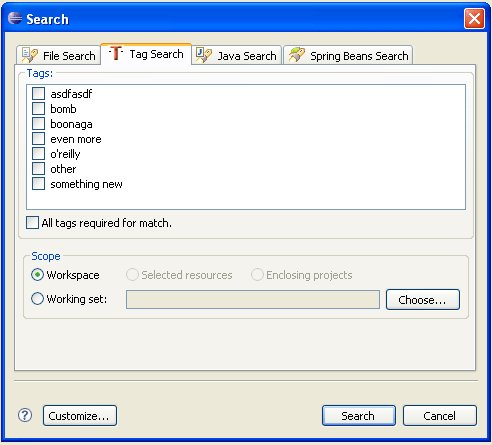 Search
File Search Tag Search Java Search Spring Beans Search
Tags:
asdfasdf
bomb
boonaga
even more
o'reilly
other
something new
All tags required for match.
Scope
Workspace Selected resources Enclosing projects
Working set: Choose...
? Customize... Search Cancel